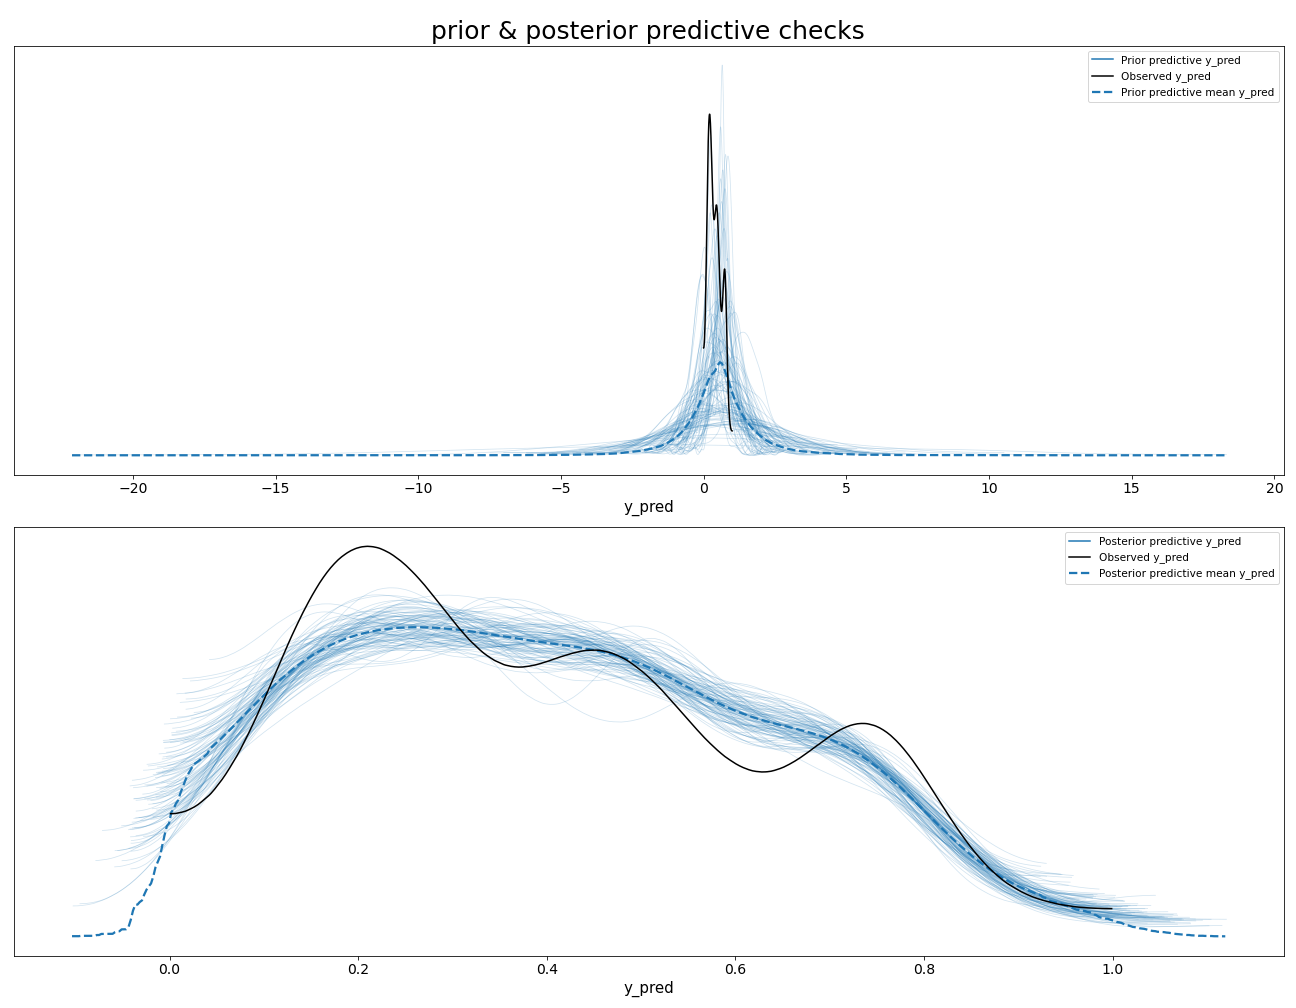 prior & posterior predictive checks
Prior predictive y_pred
Observed y_pred
Prior predictive mean y_pred
−20 −15 −10 −5 0 5 10 15 20
y_pred
Posterior predictive y_pred
Observed y_pred
Posterior predictive mean y_pred
0.0 0.2 0.4 0.6 0.8 1.0
y_pred